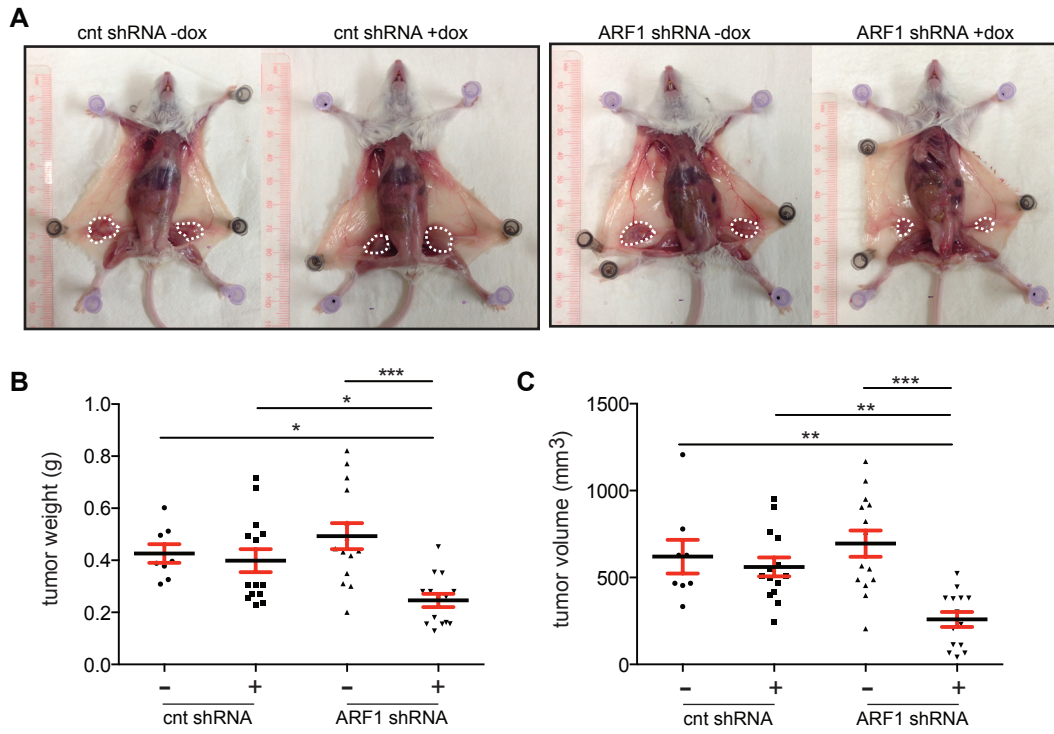 A
cnt shRNA -dox cnt shRNA +dox ARF1 shRNA -dox ARF1 shRNA +dox
B
tumor weight (g)
1.0
0.8
0.6
0.4
0.2
0.0
***
*
*
– + – +
cnt shRNA ARF1 shRNA
C
tumor volume (mm3)
1500
1000
500
0
***
**
**
– + – +
cnt shRNA ARF1 shRNA